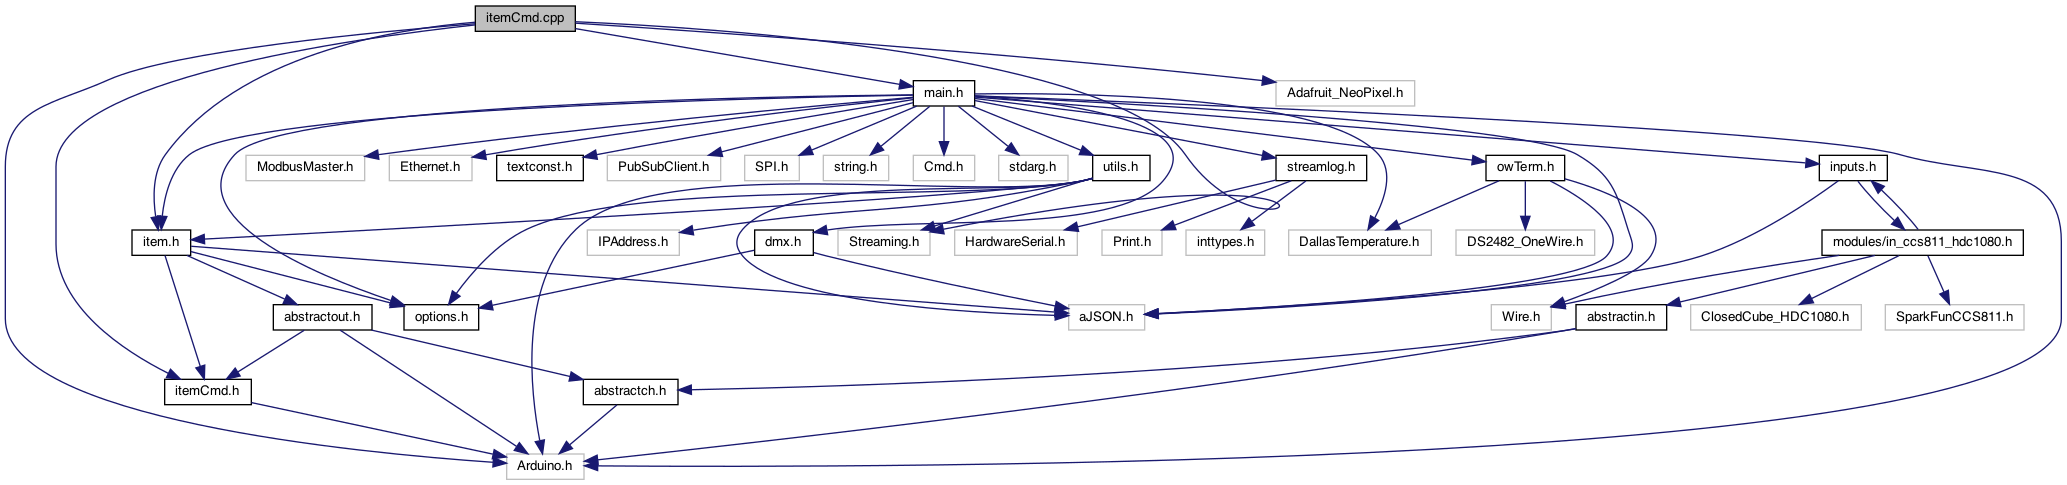 itemCmd.cpp
main.h
Adafruit_NeoPixel.h
ModbusMaster.h
Ethernet.h
textconst.h
PubSubClient.h
SPI.h
string.h
Cmd.h
stdarg.h
utils.h
streamlog.h
owTerm.h
inputs.h
item.h
IPAddress.h
dmx.h
Streaming.h
HardwareSerial.h
Print.h
inttypes.h
DallasTemperature.h
DS2482_OneWire.h
modules/in_ccs811_hdc1080.h
abstractout.h
options.h
aJSON.h
Wire.h
abstractin.h
ClosedCube_HDC1080.h
SparkFunCCS811.h
itemCmd.h
abstractch.h
Arduino.h